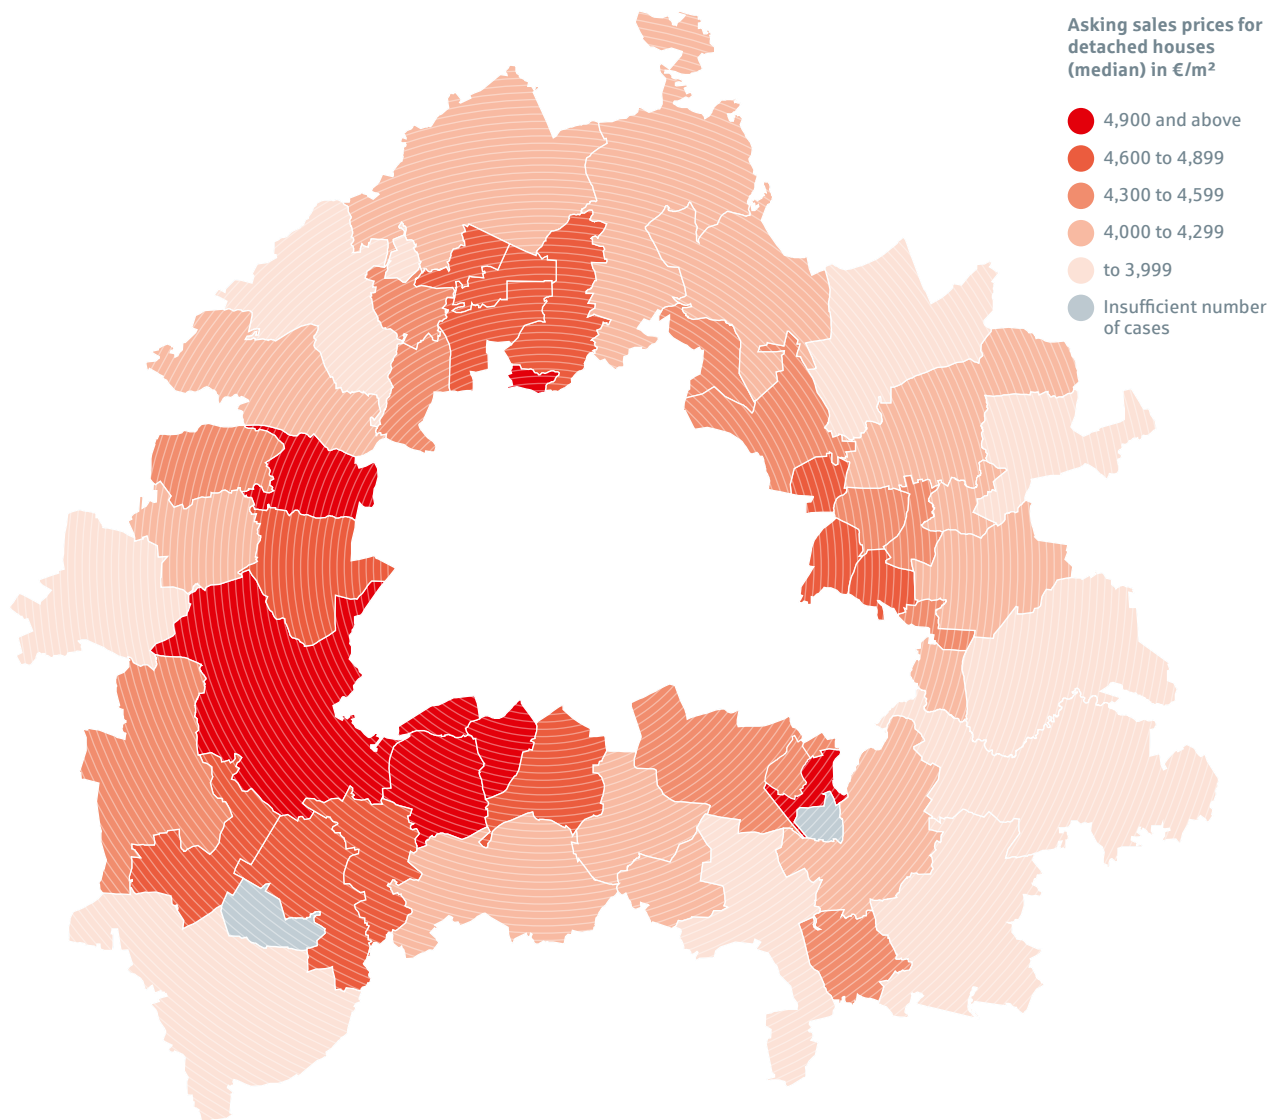 Asking sales prices for
detached houses
(median) in €/m²
4,900 and above
4,600 to 4,899
4,300 to 4,599
4,000 to 4,299
to 3,999
Insufficient number
of cases